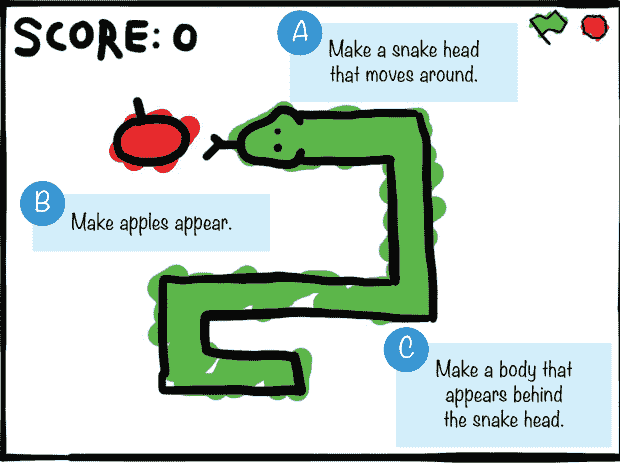 SCORE: 0
A
Make a snake head
that moves around.
B
Make apples appear.
C
Make a body that
appears behind
the snake head.